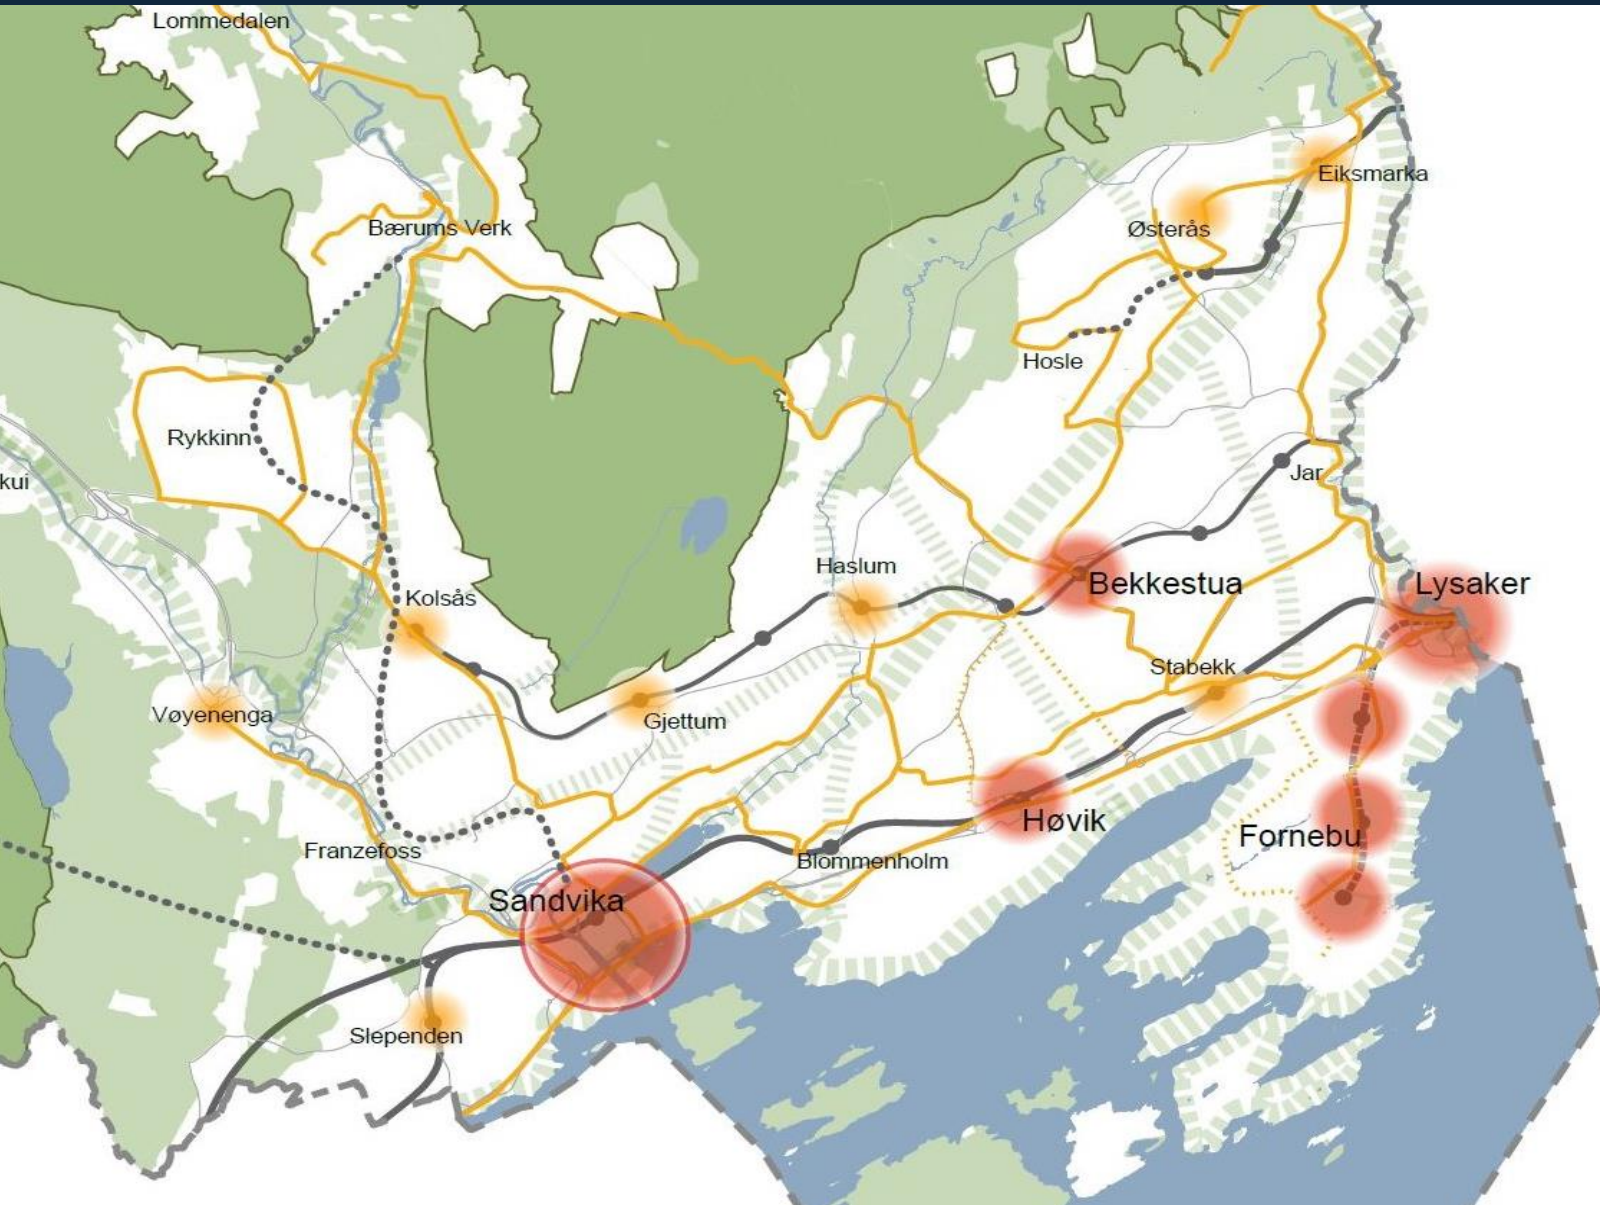 Lommedalen
Eiksmarka
Bærums Verk
Østerås
Hosle
Rykkinn
kui
Jar
Haslum
Bekkestua
Lysaker
Kolsås
Stabekk
Vøyenenga
Gjettum
Høvik
Fornebu
Franzefoss
Blommenholm
Sandvika
Slependen